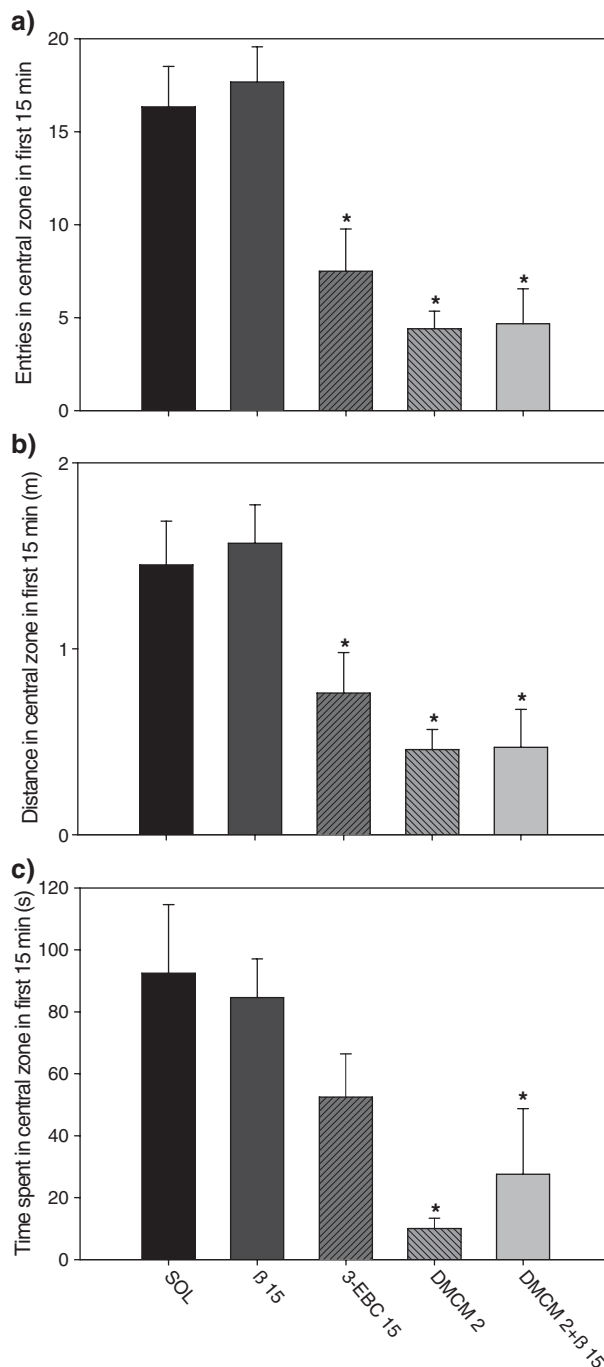 a)
Entries in central zone in first 15 min
20
15
10
5
0
*
*
*
b)
Distance in central zone in first 15 min (m)
2
1
0
*
*
*
c)
Time spent in central zone in first 15 min (s)
120
100
80
60
40
20
0
*
*
SOL
ß 15
3-EBC 15
DMCM 2
DMCM 2+ß 15